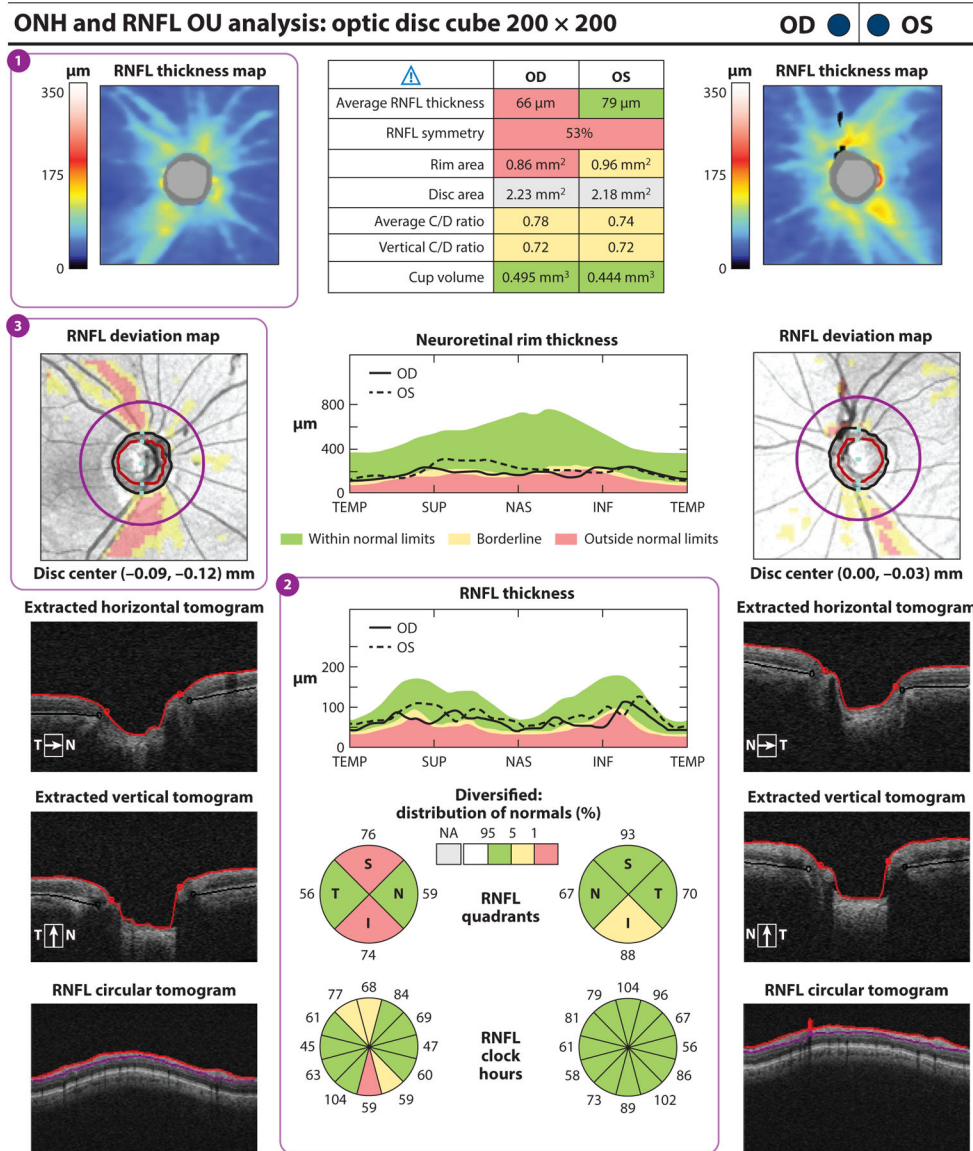 ONH and RNFL OU analysis: optic disc cube 200 × 200
OD OS
1
µm
RNFL thickness map
350
175
0
OD OS
Average RNFL thickness 66 µm 79 µm
RNFL symmetry 53%
Rim area 0.86 mm² 0.96 mm²
Disc area 2.23 mm² 2.18 mm²
Average C/D ratio 0.78 0.74
Vertical C/D ratio 0.72 0.72
Cup volume 0.495 mm³ 0.444 mm³
µm
RNFL thickness map
350
175
0
3
RNFL deviation map
Disc center (–0.09, –0.12) mm
Neuroretinal rim thickness
OD
OS
µm
800
400
0
TEMP SUP NAS INF TEMP
Within normal limits Borderline Outside normal limits
RNFL deviation map
Disc center (0.00, –0.03) mm
Extracted horizontal tomogram
T N
Extracted vertical tomogram
T N
RNFL circular tomogram
2
RNFL thickness
OD
OS
µm
200
100
0
TEMP SUP NAS INF TEMP
Diversified:
distribution of normals (%)
NA 95 5 1
76
S
56 T N 59
I
74
RNFL
quadrants
93
S
67 N T 70
I
88
68
77 84
61 69
45 47
63 60
104 59
59
RNFL
clock
hours
104
79 96
81 67
61 56
58 86
73 102
89
Extracted horizontal tomogram
N T
Extracted vertical tomogram
N T
RNFL circular tomogram